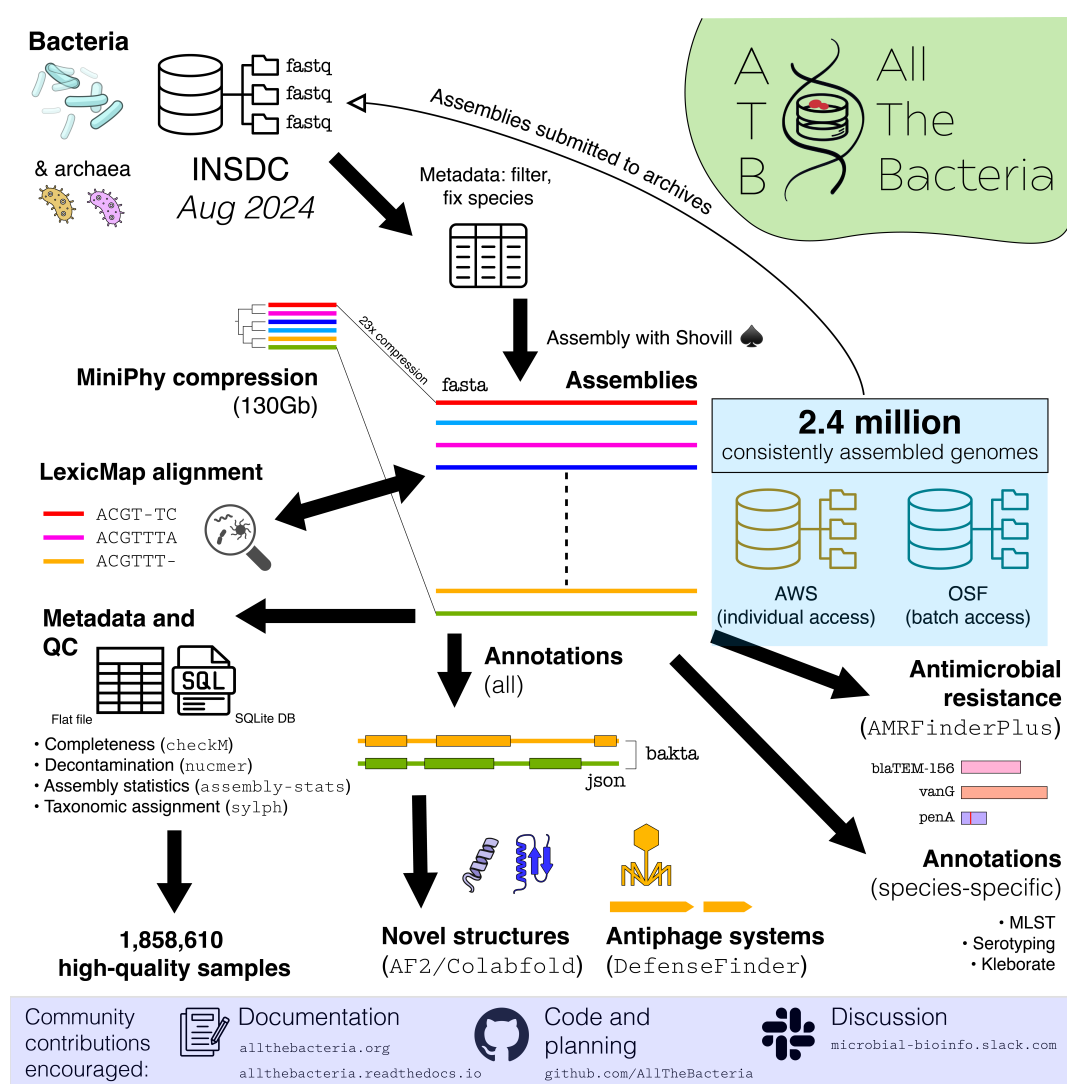 Bacteria
fastq
fastq
fastq
& archaea
INSDC
Aug 2024
Assemblies submitted to archives
A
T
B
All
The
Bacteria
Metadata: filter,
fix species
23x compression
Assembly with Shovill
MiniPhy compression
(130Gb)
fasta
Assemblies
2.4 million
consistently assembled genomes
AWS
(individual access)
OSF
(batch access)
LexicMap alignment
ACGT-TC
ACGTTTA
ACGTTT-
Metadata and
QC
SQL
Flat file
SQLite DB
• Completeness (checkM)
• Decontamination (nucmer)
• Assembly statistics (assembly-stats)
• Taxonomic assignment (sylph)
1,858,610
high-quality samples
Annotations
(all)
bakta
json
Novel structures
(AF2/Colabfold)
Antiphage systems
(DefenseFinder)
Antimicrobial
resistance
(AMRFinderPlus)
blaTEM-156
vanG
penA
Annotations
(species-specific)
• MLST
• Serotyping
• Kleborate
Community
contributions
encouraged:
Documentation
allthebacteria.org
allthebacteria.readthedocs.io
Code and
planning
github.com/AllTheBacteria
Discussion
microbial-bioinfo.slack.com